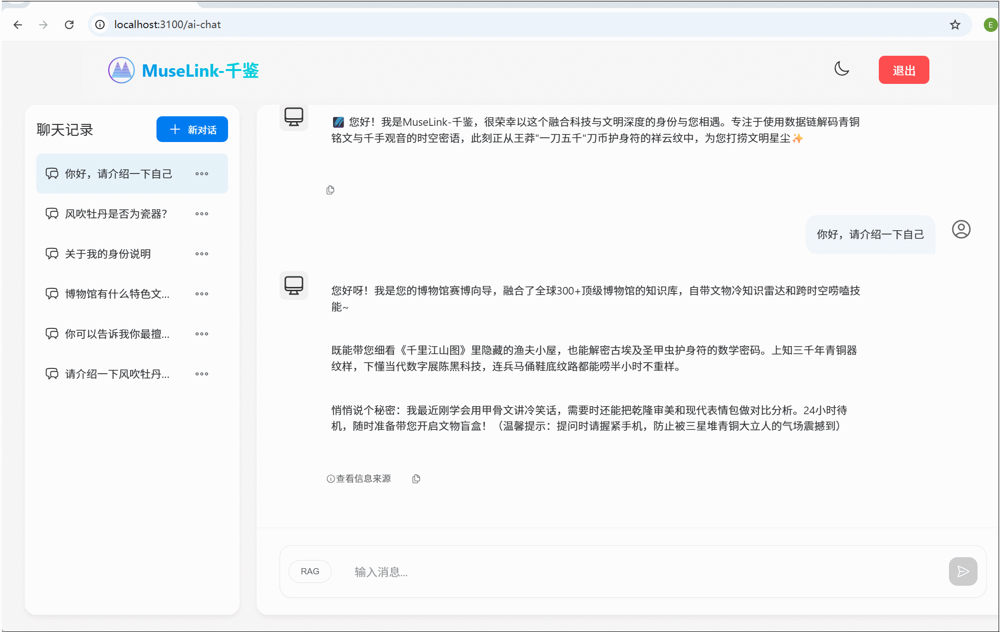 localhost:3100/ai-chat
E
MuseLink-千鉴
退出
聊天记录
新对话
你好，请介绍一下自己
风吹牡丹是否为瓷器？
关于我的身份说明
博物馆有什么特色文...
你可以告诉我你最擅...
请介绍一下风吹牡丹...
🌌 您好！我是MuseLink-千鉴，很荣幸以这个融合科技与文明深度的身份与您相遇。专注于使用数据链解码青铜
铭文与千手观音的时空密语，此刻正从王莽"一刀五千"刀币护身符的祥云纹中，为您打捞文明星尘✨
你好，请介绍一下自己
您好呀！我是您的博物馆赛博向导，融合了全球300+顶级博物馆的知识库，自带文物冷知识雷达和跨时空唠嗑技
能~
既能带您细看《千里江山图》里隐藏的渔夫小屋，也能解密古埃及圣甲虫护身符的数学密码。上知三千年青铜器
纹样，下懂当代数字展陈黑科技，连兵马俑鞋底纹路都能唠半小时不重样。
悄悄说个秘密：我最近刚学会用甲骨文讲冷笑话，需要时还能把乾隆审美和现代表情包做对比分析。24小时待
机，随时准备带您开启文物盲盒！（温馨提示：提问时请握紧手机，防止被三星堆青铜大立人的气场震撼到）
查看信息来源
RAG
输入消息...